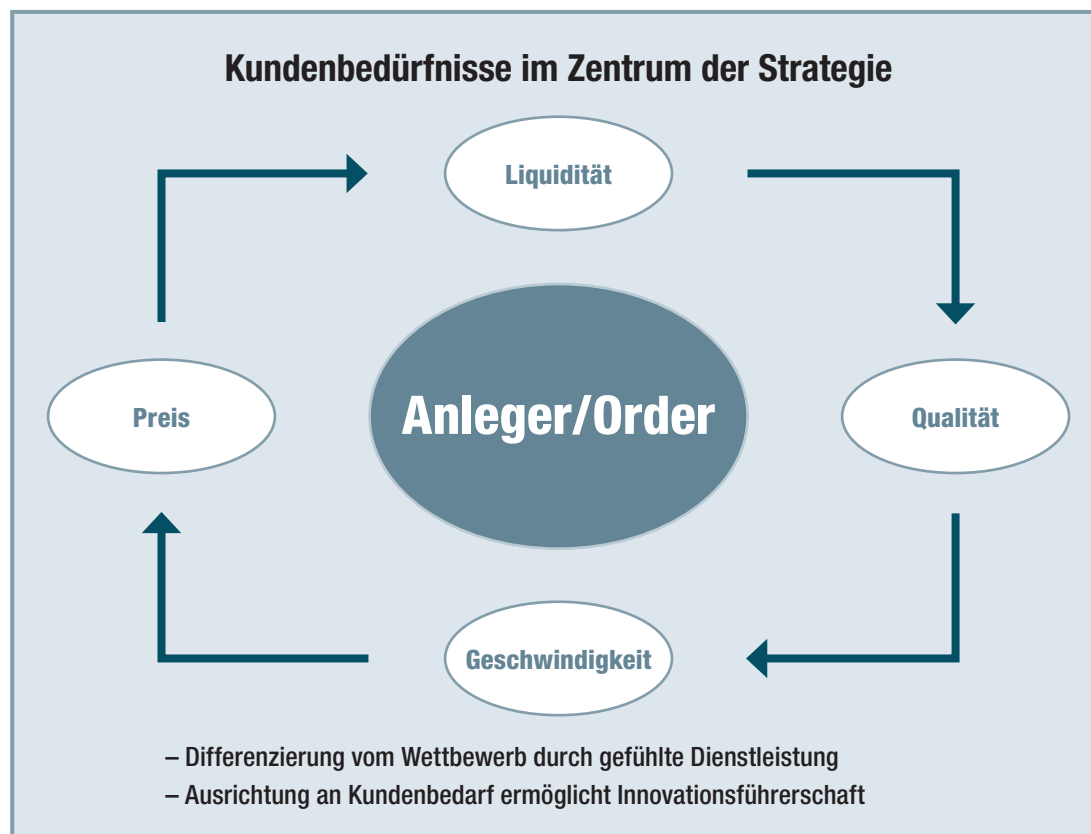 Kundenbedürfnisse im Zentrum der Strategie
Liquidität
Preis
Anleger/Order
Qualität
Geschwindigkeit
– Differenzierung vom Wettbewerb durch gefühlte Dienstleistung
– Ausrichtung an Kundenbedarf ermöglicht Innovationsführerschaft